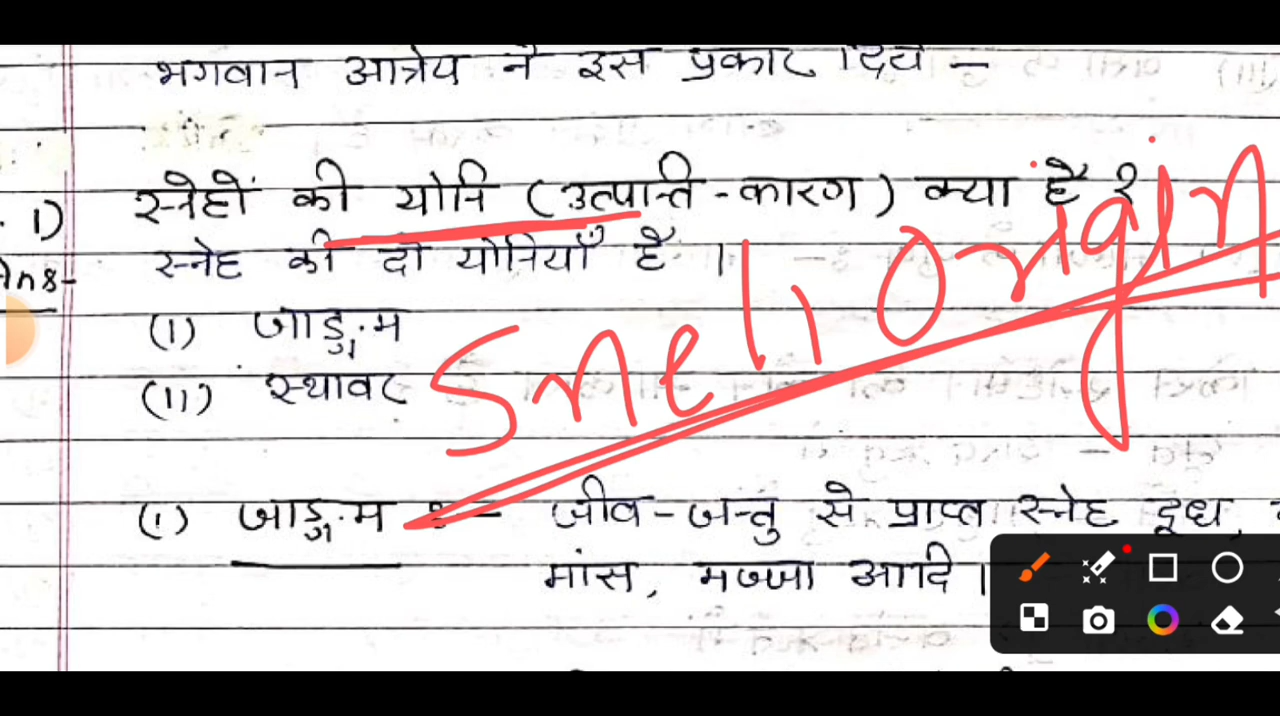 भगवान आत्रेय ने इस प्रकार दिये -
1) स्नेहों की योनि (उत्पत्ति-कारण) क्या है ?
Ans- स्नेह की दो योनियाँ है ।
(i) जाङ्गम
(ii) स्थावर
Sneh Origin
(i) जाङ्गम :- जीव-जन्तु से प्राप्त स्नेह दूध,
मांस, मज्जा आदि ।